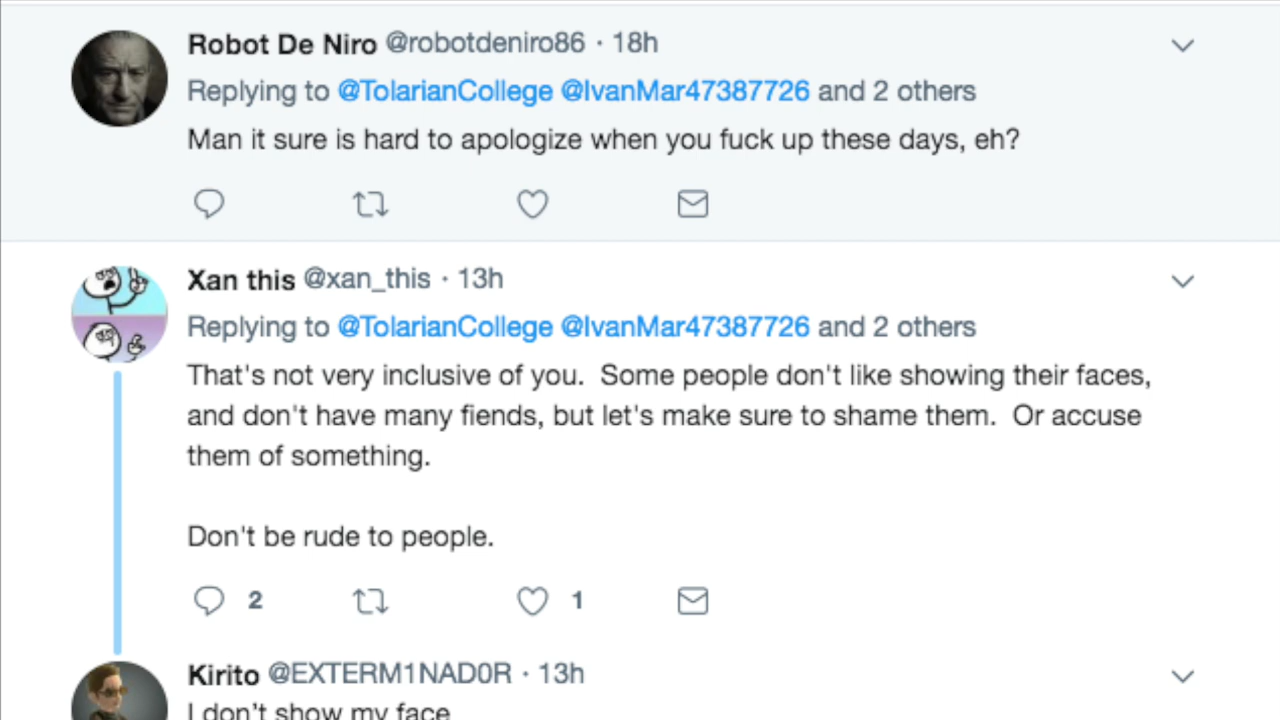 Robot De Niro @robotdeniro86 · 18h
Replying to @TolarianCollege @IvanMar47387726 and 2 others
Man it sure is hard to apologize when you fuck up these days, eh?
Xan this @xan_this · 13h
Replying to @TolarianCollege @IvanMar47387726 and 2 others
That's not very inclusive of you.  Some people don't like showing their faces,
and don't have many fiends, but let's make sure to shame them.  Or accuse
them of something.
Don't be rude to people.
2 1
Kirito @EXTERM1NAD0R · 13h
I don't show my face